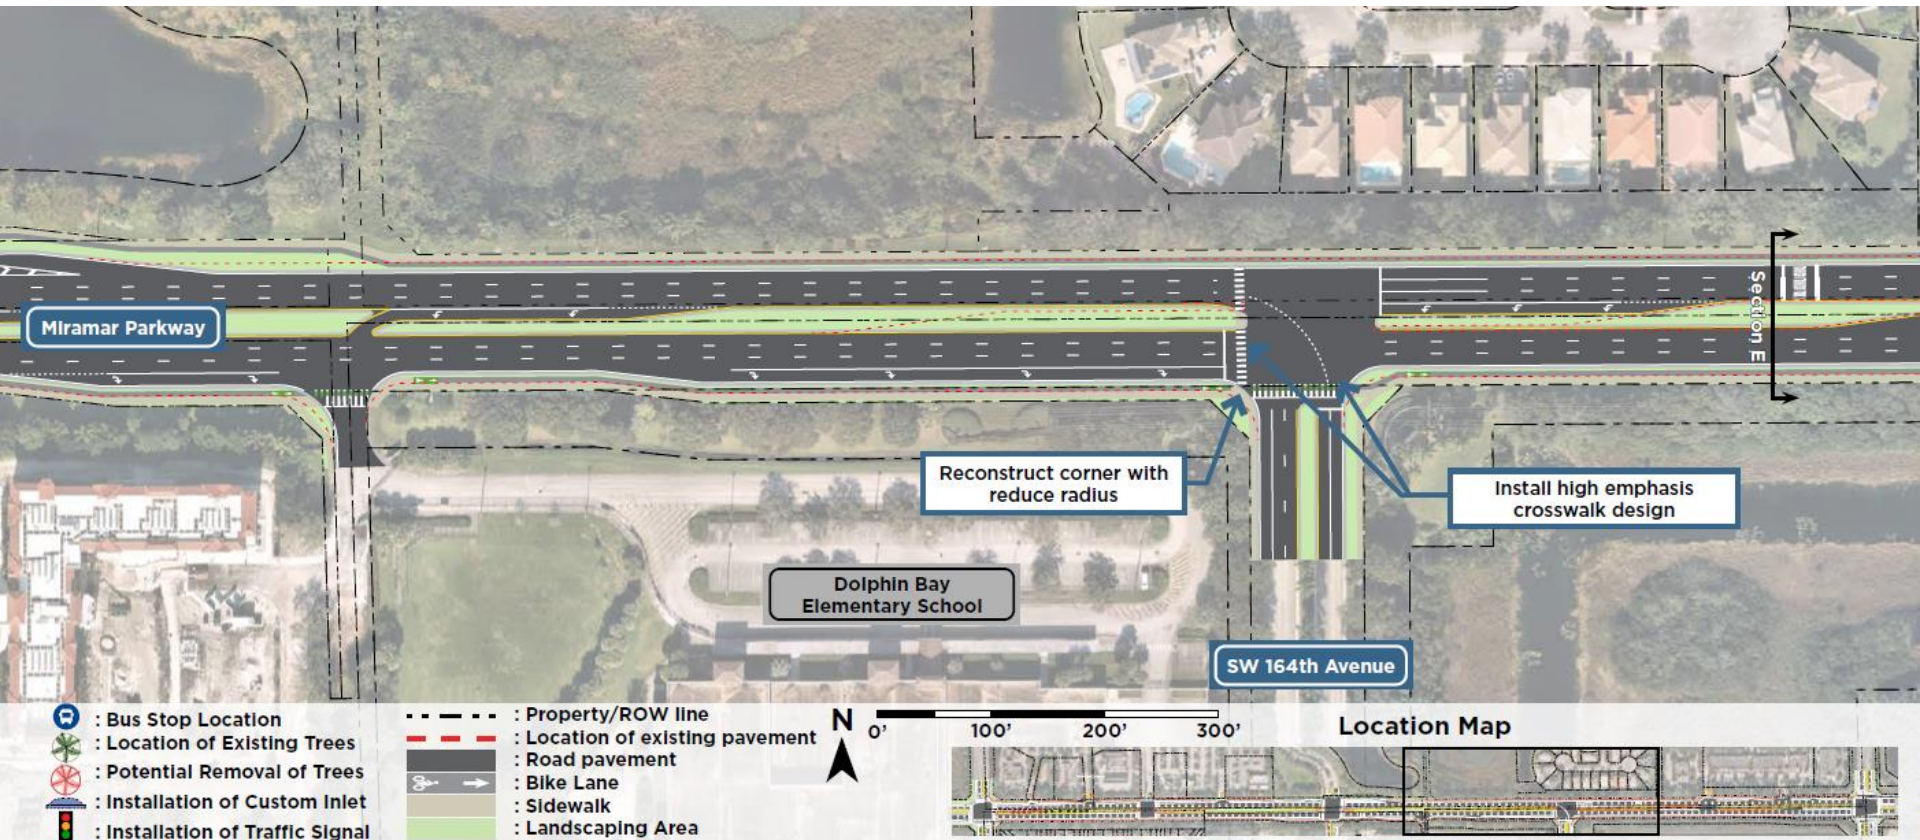 Section E
Miramar Parkway
Reconstruct corner with
reduce radius
Install high emphasis
crosswalk design
Dolphin Bay
Elementary School
SW 164th Avenue
: Bus Stop Location
: Location of Existing Trees
: Potential Removal of Trees
: Installation of Custom Inlet
: Installation of Traffic Signal
: Property/ROW line
: Location of existing pavement
: Road pavement
: Bike Lane
: Sidewalk
: Landscaping Area
N
0' 100' 200' 300'
Location Map